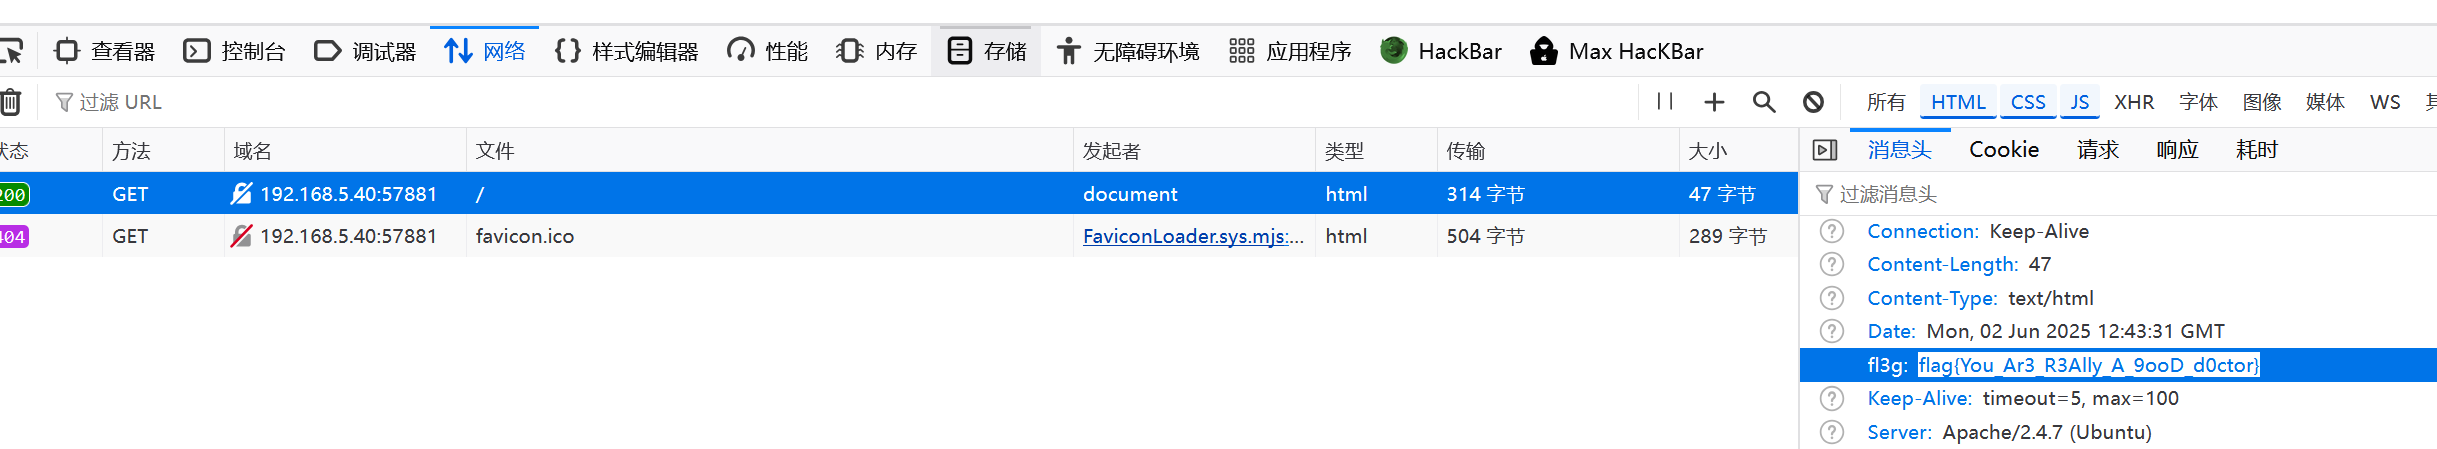 查看器 控制台 调试器 网络 {} 样式编辑器 性能 内存 存储 无障碍环境 应用程序 HackBar Max HacKBar
过滤 URL 所有 HTML CSS JS XHR 字体 图像 媒体 WS
状态 方法 域名 文件 发起者 类型 传输 大小 消息头 Cookie 请求 响应 耗时
200 GET 192.168.5.40:57881 / document html 314 字节 47 字节 过滤消息头
404 GET 192.168.5.40:57881 favicon.ico FaviconLoader.sys.mjs:... html 504 字节 289 字节
Connection: Keep-Alive
Content-Length: 47
Content-Type: text/html
Date: Mon, 02 Jun 2025 12:43:31 GMT
fl3g: flag{You_Ar3_R3Ally_A_9ooD_d0ctor}
Keep-Alive: timeout=5, max=100
Server: Apache/2.4.7 (Ubuntu)